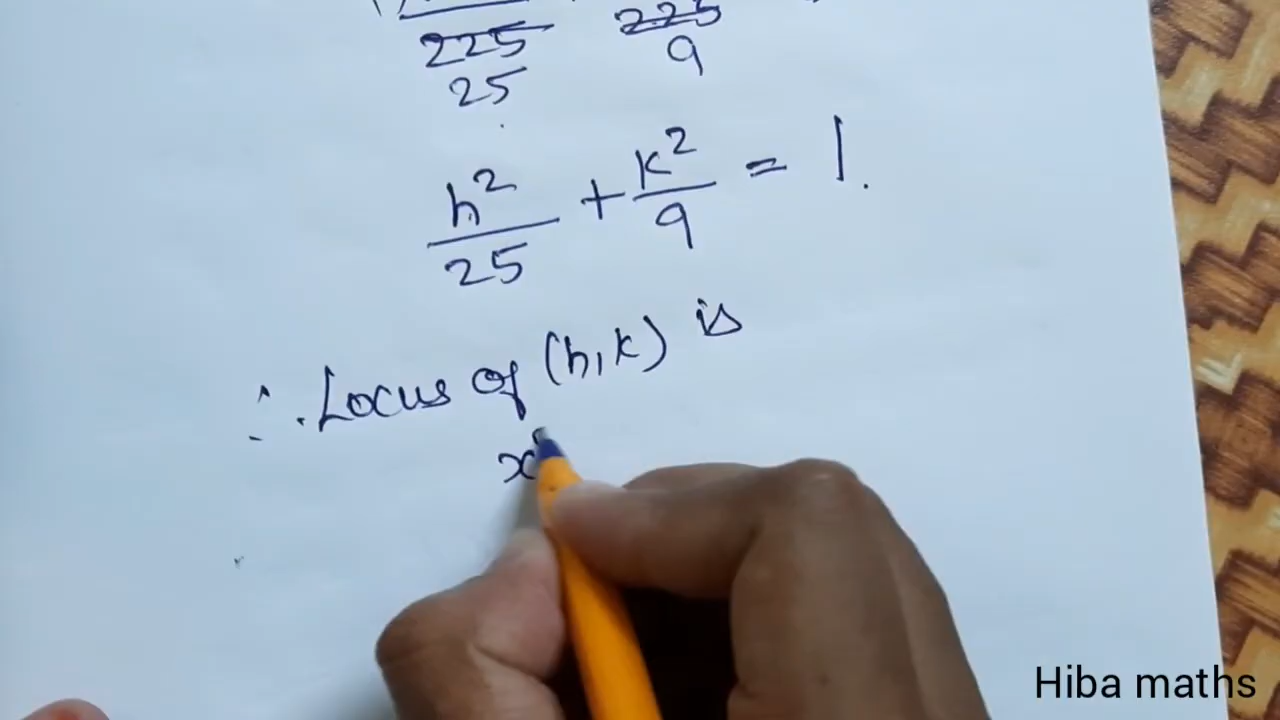 225 225
25 9
h²/25 + k²/9 = 1.
∴ Locus of (h,k) is
x
Hiba maths